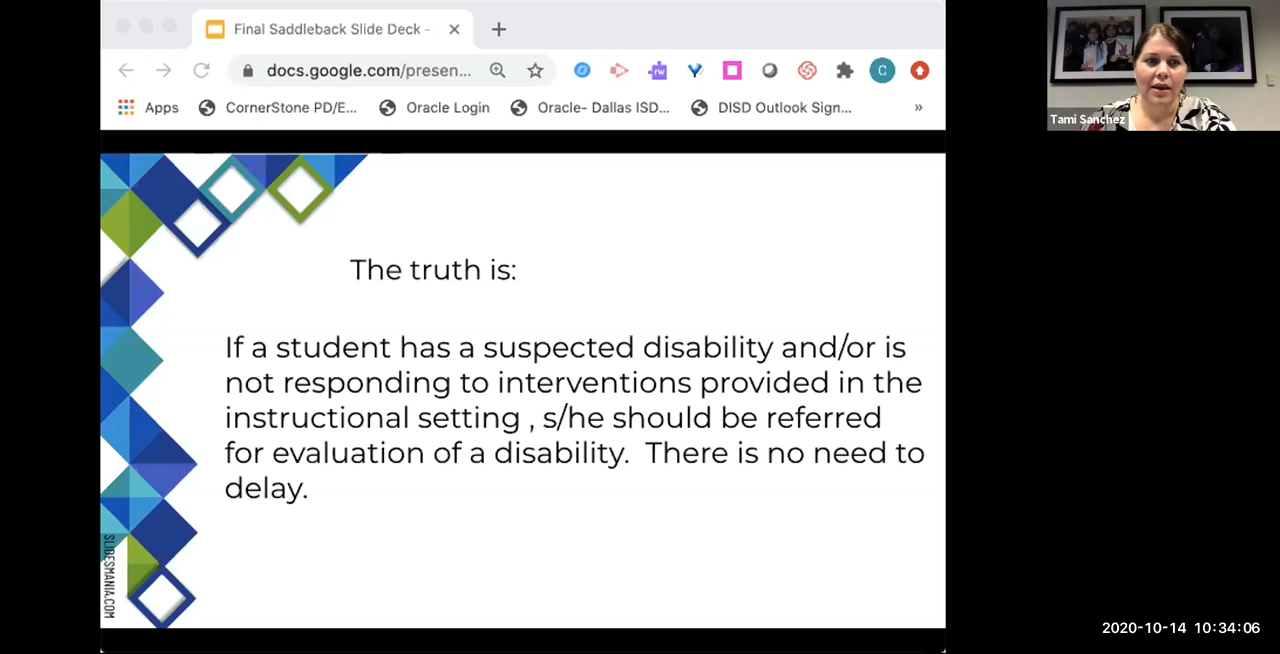 Final Saddleback Slide Deck -
docs.google.com/presen...
rw
C
Apps
CornerStone PD/E...
Oracle Login
Oracle- Dallas ISD...
DISD Outlook Sign...
»
Tami Sanchez
The truth is:
If a student has a suspected disability and/or is
not responding to interventions provided in the
instructional setting , s/he should be referred
for evaluation of a disability.  There is no need to
delay.
SLIDESMANIA.COM
2020-10-14 10:34:06